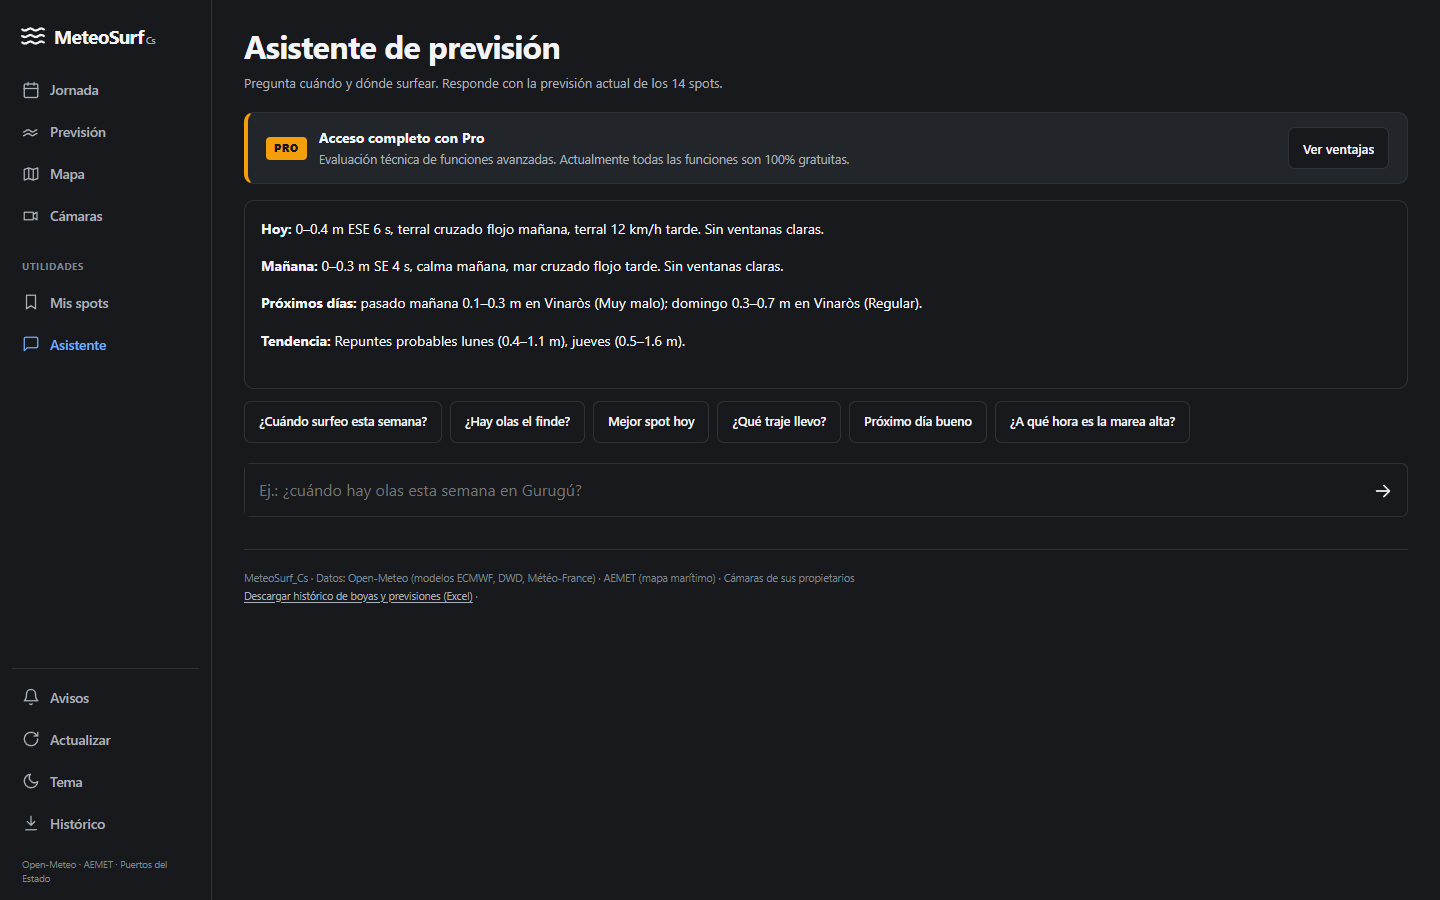 MeteoSurf Cs
Jornada
Previsión
Mapa
Cámaras
UTILIDADES
Mis spots
Asistente
Avisos
Actualizar
Tema
Histórico
Open-Meteo · AEMET · Puertos del
Estado
Asistente de previsión
Pregunta cuándo y dónde surfear. Responde con la previsión actual de los 14 spots.
PRO
Acceso completo con Pro
Evaluación técnica de funciones avanzadas. Actualmente todas las funciones son 100% gratuitas.
Ver ventajas
Hoy: 0–0.4 m ESE 6 s, terral cruzado flojo mañana, terral 12 km/h tarde. Sin ventanas claras.
Mañana: 0–0.3 m SE 4 s, calma mañana, mar cruzado flojo tarde. Sin ventanas claras.
Próximos días: pasado mañana 0.1–0.3 m en Vinaròs (Muy malo); domingo 0.3–0.7 m en Vinaròs (Regular).
Tendencia: Repuntes probables lunes (0.4–1.1 m), jueves (0.5–1.6 m).
¿Cuándo surfeo esta semana?
¿Hay olas el finde?
Mejor spot hoy
¿Qué traje llevo?
Próximo día bueno
¿A qué hora es la marea alta?
Ej.: ¿cuándo hay olas esta semana en Gurugú?
MeteoSurf_Cs · Datos: Open-Meteo (modelos ECMWF, DWD, Météo-France) · AEMET (mapa marítimo) · Cámaras de sus propietarios
Descargar histórico de boyas y previsiones (Excel) ·